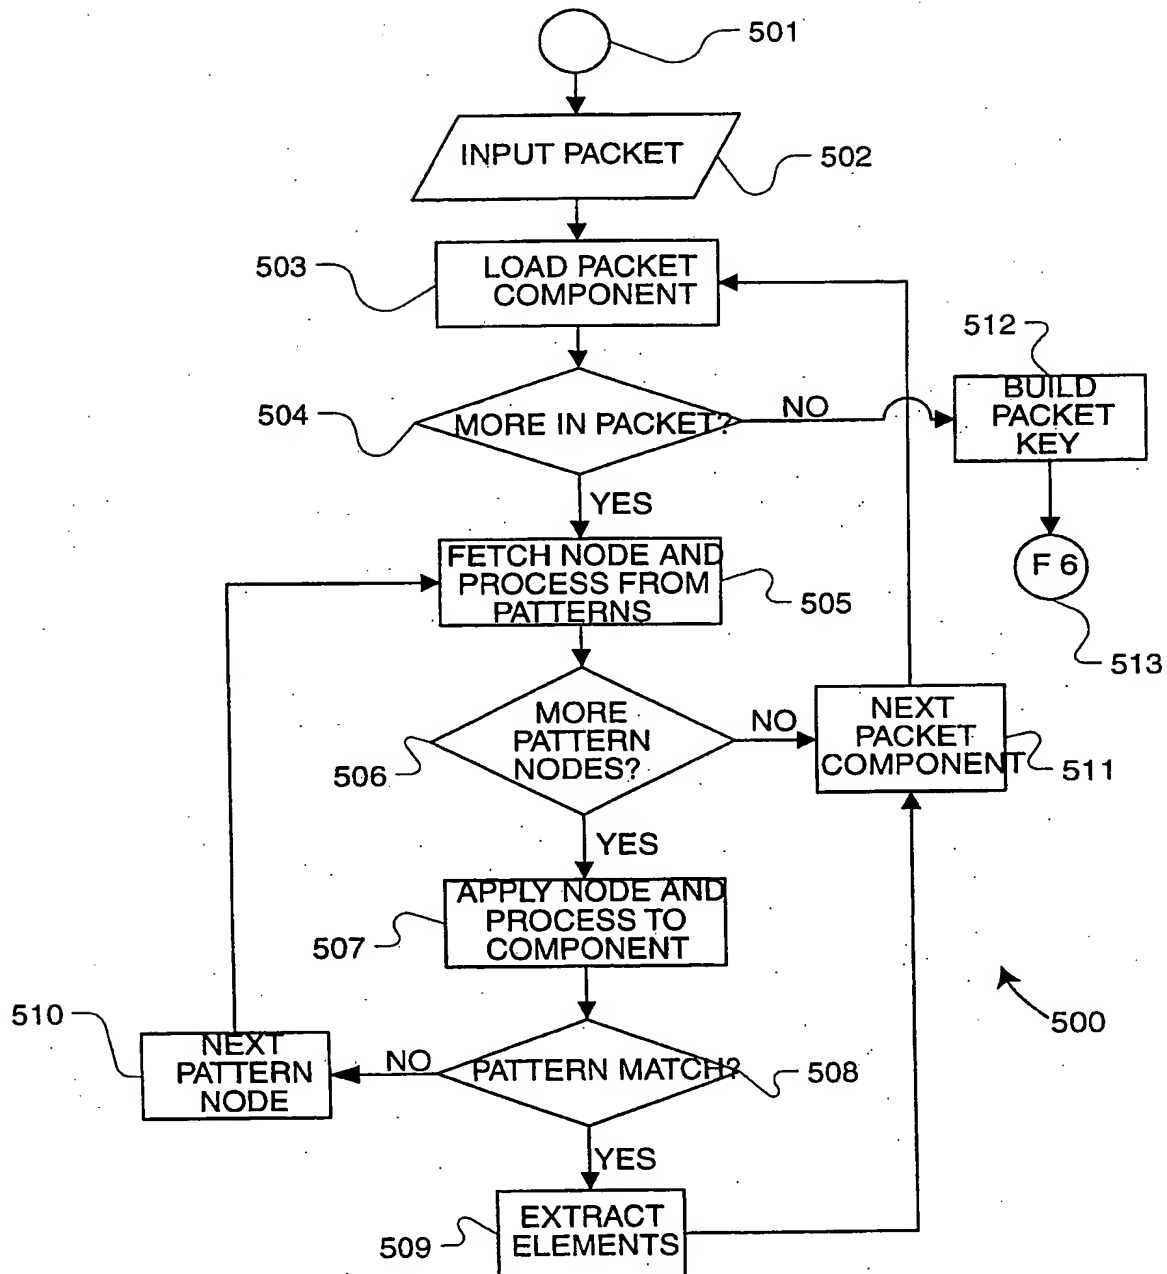 501
INPUT PACKET
502
503
LOAD PACKET
COMPONENT
512
BUILD
PACKET
KEY
504
MORE IN PACKET?
NO
YES
F 6
513
FETCH NODE AND
PROCESS FROM
PATTERNS
505
MORE
PATTERN
NODES?
506
NO
NEXT
PACKET
COMPONENT
511
YES
APPLY NODE AND
PROCESS TO
COMPONENT
507
500
510
NEXT
PATTERN
NODE
NO
PATTERN MATCH?
508
YES
EXTRACT
ELEMENTS
509